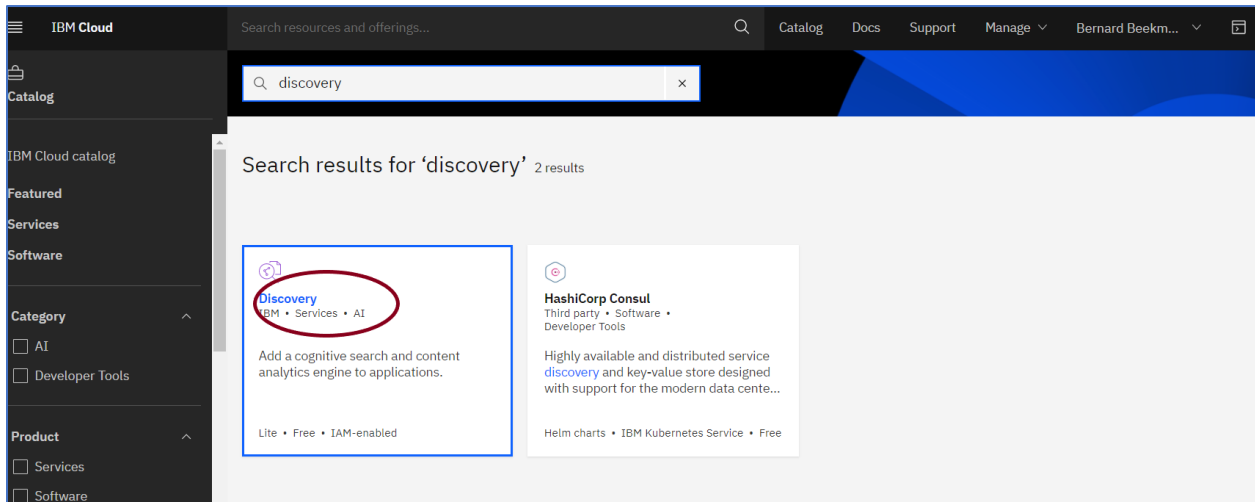 IBM Cloud
Search resources and offerings...
Catalog
Docs
Support
Manage
Bernard Beekm...
Catalog
discovery
IBM Cloud catalog
Featured
Services
Software
Category
AI
Developer Tools
Product
Services
Software
Search results for ‘discovery’ 2 results
Discovery
IBM • Services • AI
Add a cognitive search and content
analytics engine to applications.
Lite • Free • IAM-enabled
HashiCorp Consul
Third party • Software •
Developer Tools
Highly available and distributed service
discovery and key-value store designed
with support for the modern data cente...
Helm charts • IBM Kubernetes Service • Free